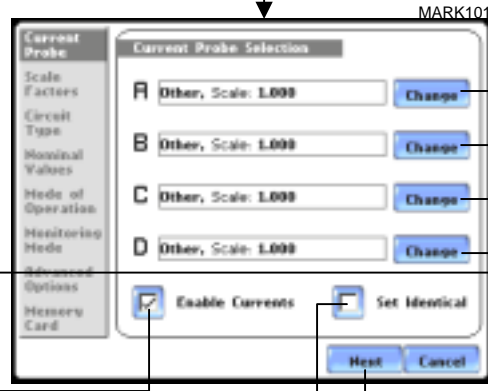 MARK101
Current
Probe
Current Probe Selection
Scale
Factors
A Other, Scale: 1.000 Change
Circuit
Type
B Other, Scale: 1.000 Change
Nominal
Values
Mode of
Operation
C Other, Scale: 1.000 Change
Monitoring
Mode
D Other, Scale: 1.000 Change
Advanced
Options
Memory
Card
Enable Currents Set Identical
Next Cancel